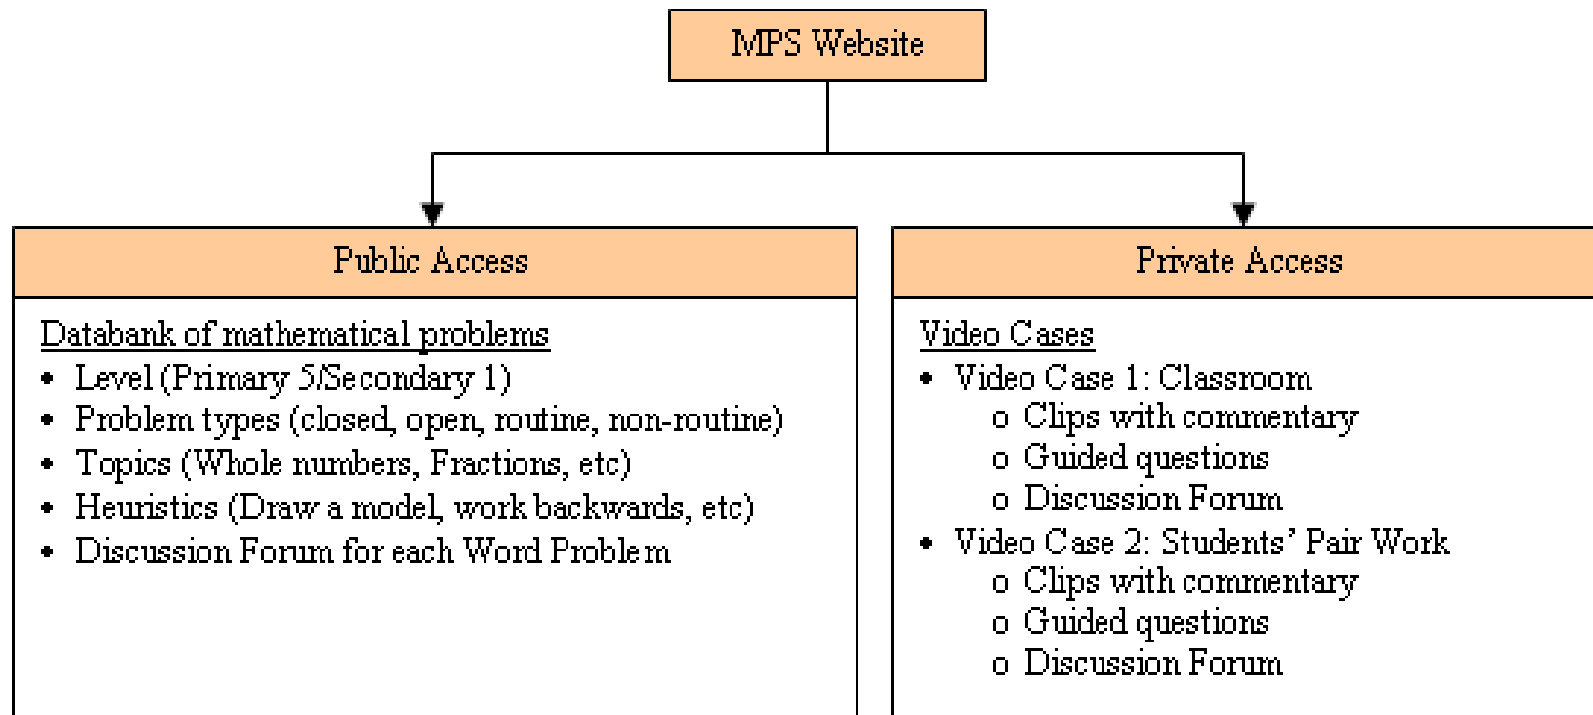 MPS Website
Public Access
Databank of mathematical problems
• Level (Primary 5/Secondary 1)
• Problem types (closed, open, routine, non-routine)
• Topics (Whole numbers, Fractions, etc)
• Heuristics (Draw a model, work backwards, etc)
• Discussion Forum for each Word Problem
Private Access
Video Cases
• Video Case 1: Classroom
o Clips with commentary
o Guided questions
o Discussion Forum
• Video Case 2: Students’ Pair Work
o Clips with commentary
o Guided questions
o Discussion Forum